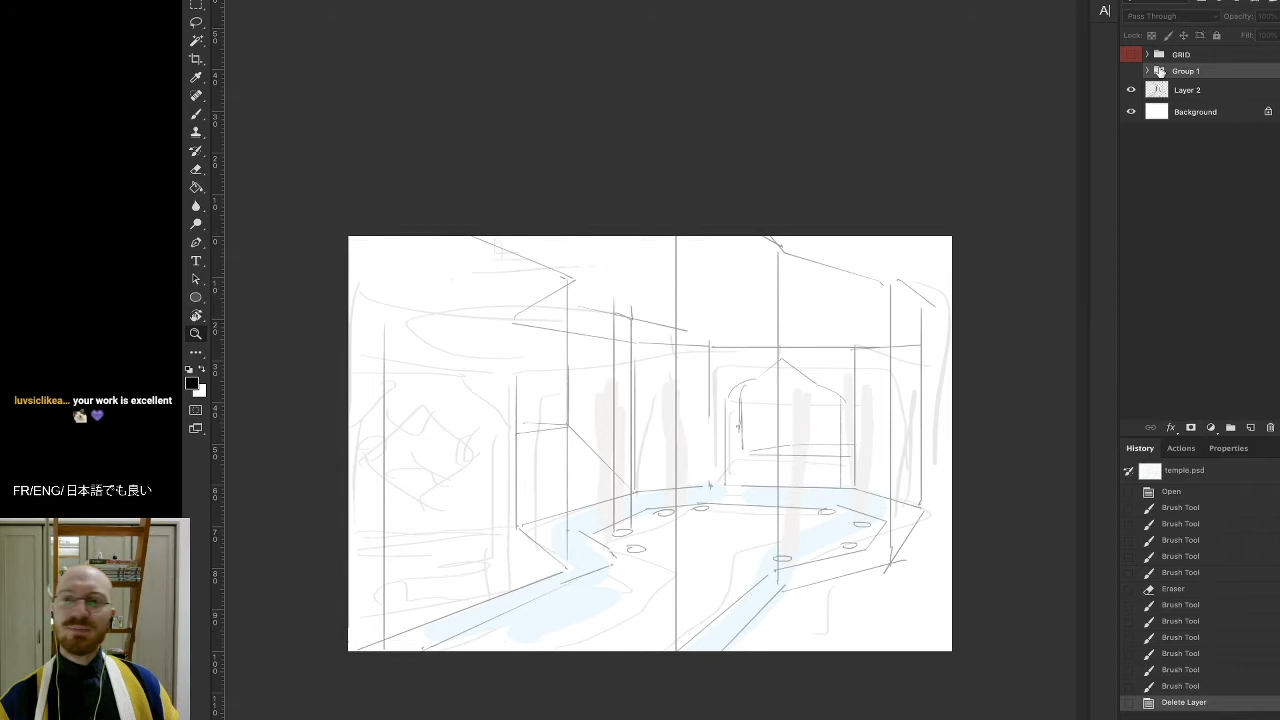 Pass Through
Opacity: 100%
Lock:
Fill: 100%
GRID
Group 1
Layer 2
Background
luvsiclikea… your work is excellent
FR/ENG/日本語でも良い
History
Actions
Properties
temple.psd
Open
Brush Tool
Brush Tool
Brush Tool
Brush Tool
Brush Tool
Eraser
Brush Tool
Brush Tool
Brush Tool
Brush Tool
Brush Tool
Brush Tool
Delete Layer